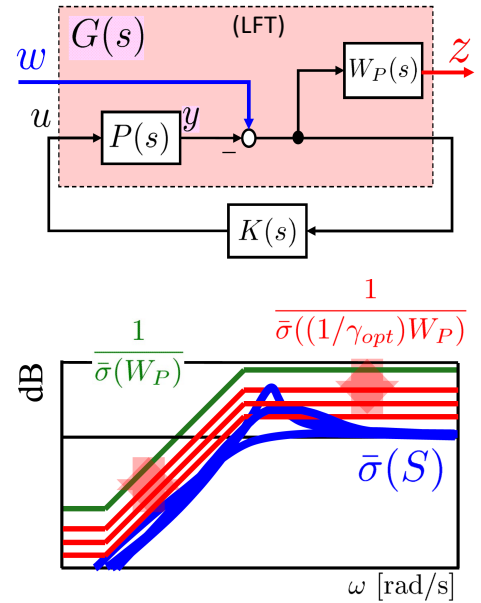 G(s)
(LFT)
z
w
W_P(s)
u
P(s)
y
−
K(s)
1/σ̄((1/γ_opt)W_P)
1/σ̄(W_P)
dB
σ̄(S)
ω [rad/s]